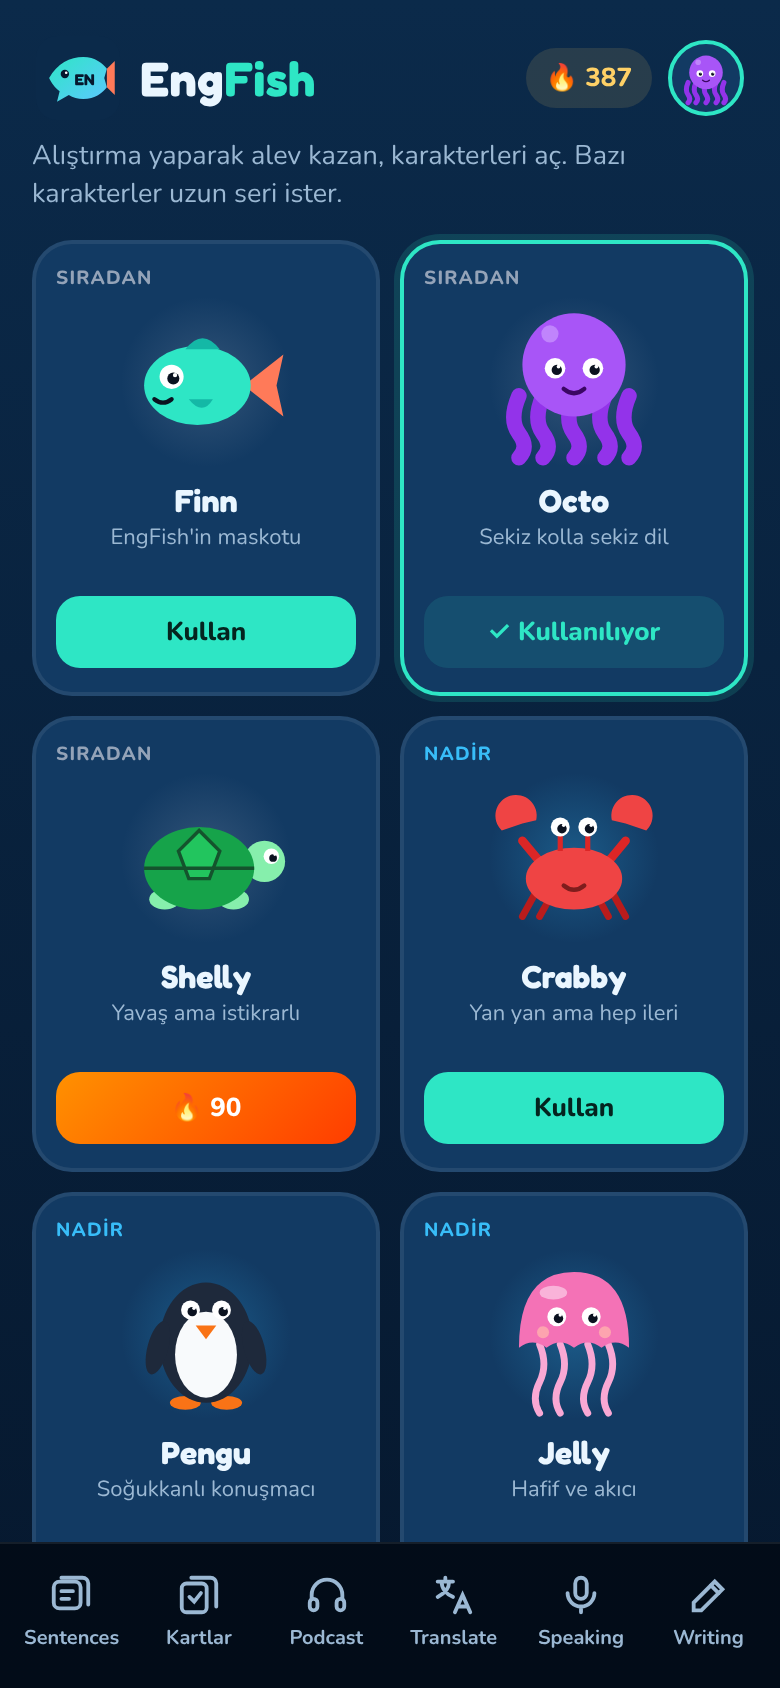 EN
EngFish
🔥 387
Alıştırma yaparak alev kazan, karakterleri aç. Bazı
karakterler uzun seri ister.
SIRADAN
Finn
EngFish'in maskotu
Kullan
SIRADAN
Octo
Sekiz kolla sekiz dil
✓ Kullanılıyor
SIRADAN
Shelly
Yavaş ama istikrarlı
🔥 90
NADİR
Crabby
Yan yan ama hep ileri
Kullan
NADİR
Pengu
Soğukkanlı konuşmacı
NADİR
Jelly
Hafif ve akıcı
Sentences
Kartlar
Podcast
Translate
Speaking
Writing